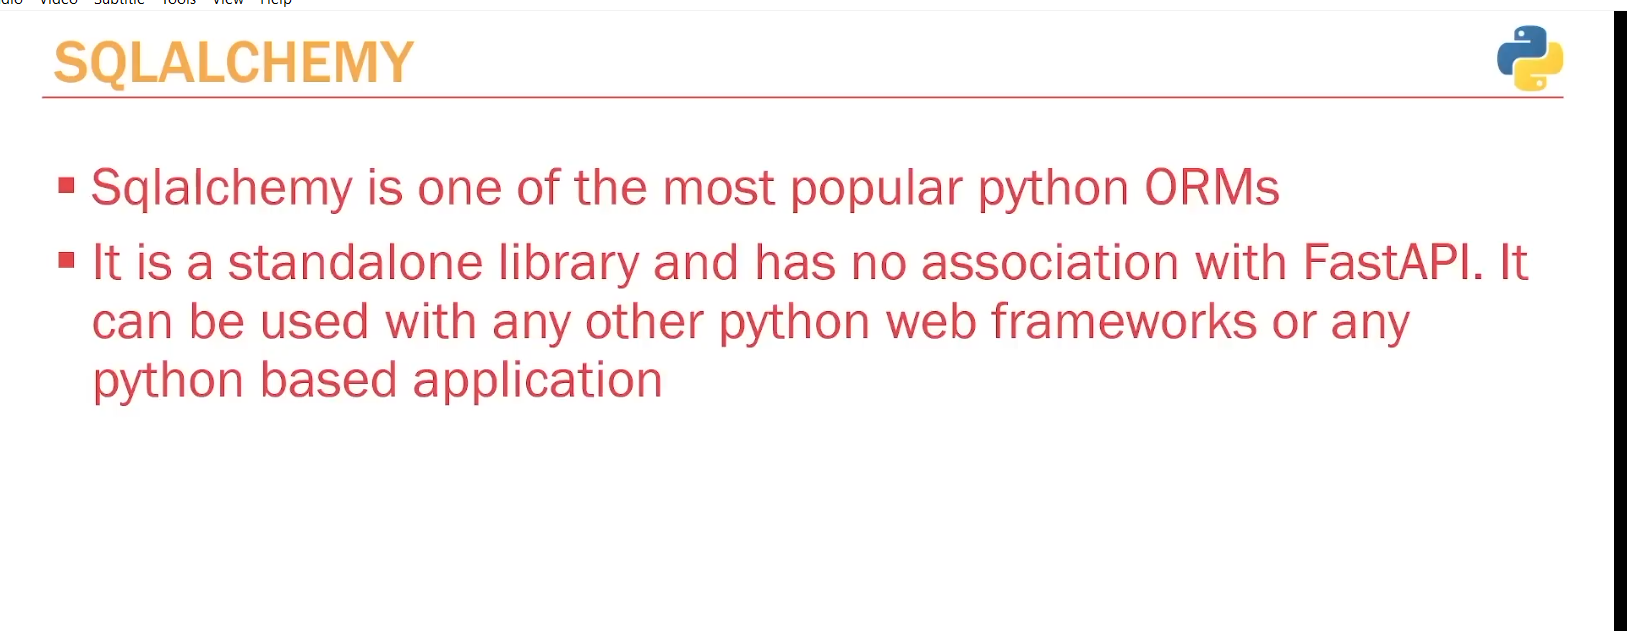 Video Subtitle Tools View Help
SQLALCHEMY
▪ Sqlalchemy is one of the most popular python ORMs
▪ It is a standalone library and has no association with FastAPI. It
can be used with any other python web frameworks or any
python based application